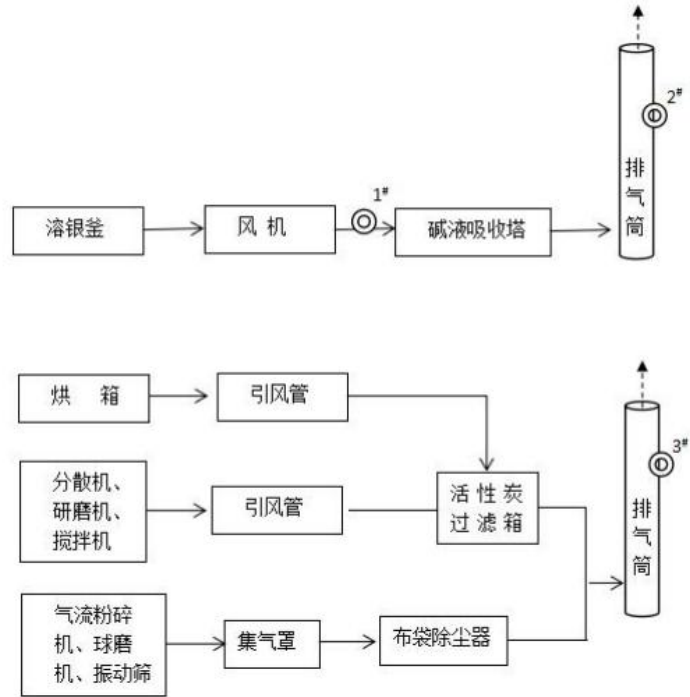 2#
排气筒
1#
溶银釜
风 机
碱液吸收塔
烘 箱
引风管
3#
排气筒
分散机、
研磨机、
搅拌机
引风管
活 性 炭
过 滤 箱
气流粉碎
机、球磨
机、振动筛
集气罩
布袋除尘器